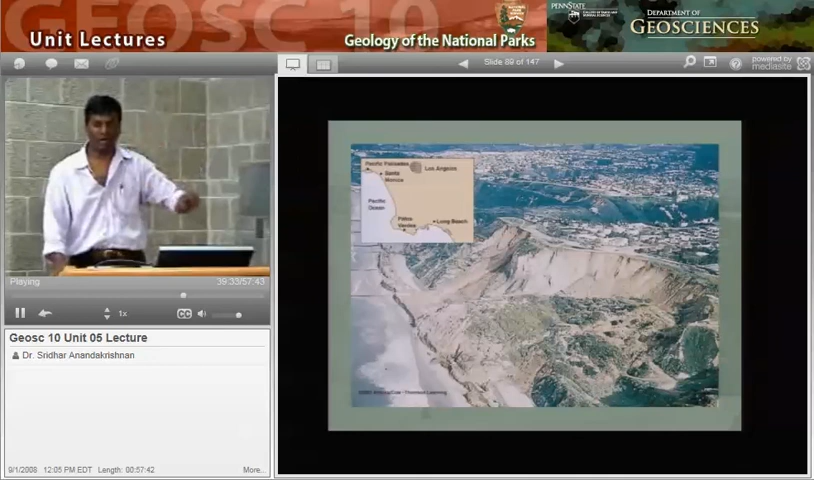 GEOSC 10
Unit Lectures
Geology of the National Parks
PENNSTATE
DEPARTMENT OF
GEOSCIENCES
Slide 89 of 147
powered by
mediasite
Pacific Palisades
Los Angeles
Santa
Monica
Pacific
Ocean
Palos
Verdes
Long Beach
Playing
39:33/57:43
1x
CC
Geosc 10 Unit 05 Lecture
Dr. Sridhar Anandakrishnan
9/1/2008 12:05 PM EDT Length: 00:57:42
More..